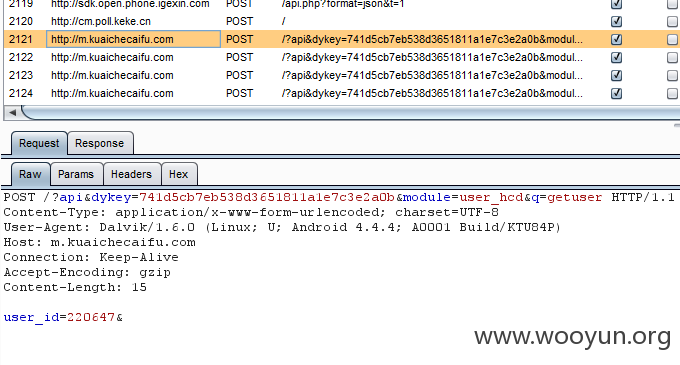 2119 http://sdk.open.phone.igexin.com POST /api.php?format=json&t=1
2120 http://cm.poll.keke.cn POST /
2121 http://m.kuaichecaifu.com POST /?api&dykey=741d5cb7eb538d3651811a1e7c3e2a0b&modul...
2122 http://m.kuaichecaifu.com POST /?api&dykey=741d5cb7eb538d3651811a1e7c3e2a0b&modul...
2123 http://m.kuaichecaifu.com POST /?api&dykey=741d5cb7eb538d3651811a1e7c3e2a0b&modul...
2124 http://m.kuaichecaifu.com POST /?api&dykey=741d5cb7eb538d3651811a1e7c3e2a0b&modul...
Request Response
Raw Params Headers Hex
POST /?api&dykey=741d5cb7eb538d3651811a1e7c3e2a0b&module=user_hcd&q=getuser HTTP/1.1
Content-Type: application/x-www-form-urlencoded; charset=UTF-8
User-Agent: Dalvik/1.6.0 (Linux; U; Android 4.4.4; A0001 Build/KTU84P)
Host: m.kuaichecaifu.com
Connection: Keep-Alive
Accept-Encoding: gzip
Content-Length: 15
user_id=220647&
www.wooyun.org